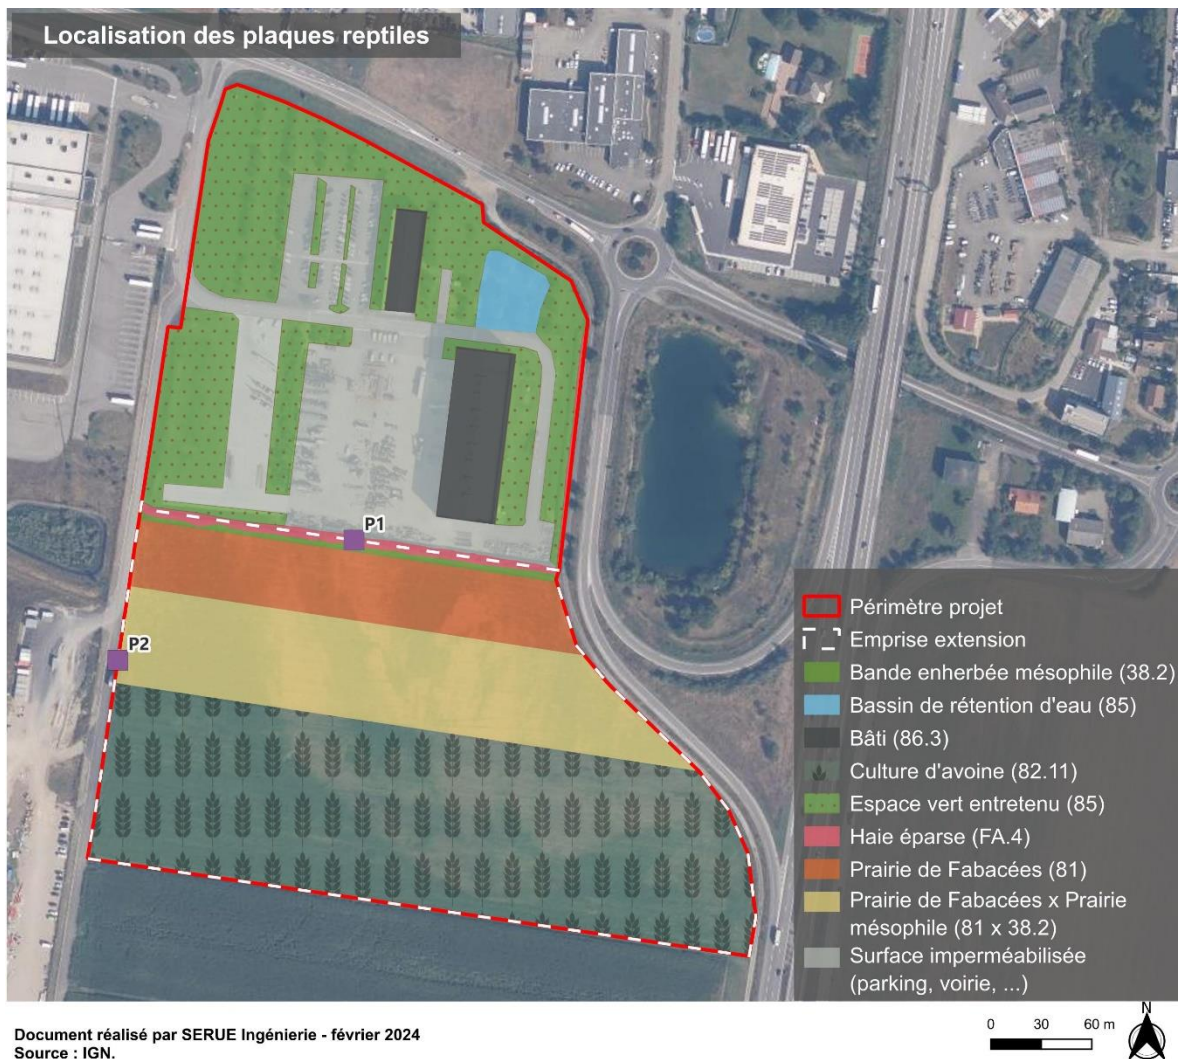 Localisation des plaques reptiles
P1
P2
Périmètre projet
Emprise extension
Bande enherbée mésophile (38.2)
Bassin de rétention d'eau (85)
Bâti (86.3)
Culture d'avoine (82.11)
Espace vert entretenu (85)
Haie éparse (FA.4)
Prairie de Fabacées (81)
Prairie de Fabacées x Prairie
mésophile (81 x 38.2)
Surface imperméabilisée
(parking, voirie, ...)
Document réalisé par SERUE Ingénierie - février 2024
Source : IGN.
0 30 60 m
N